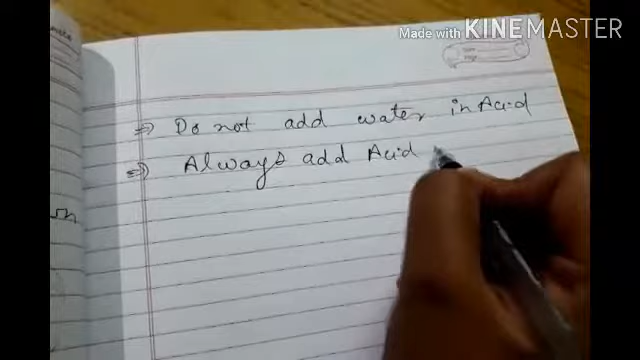 Made with KINEMASTER
⇒ Do not add water in Acid
⇒ Always add Acid